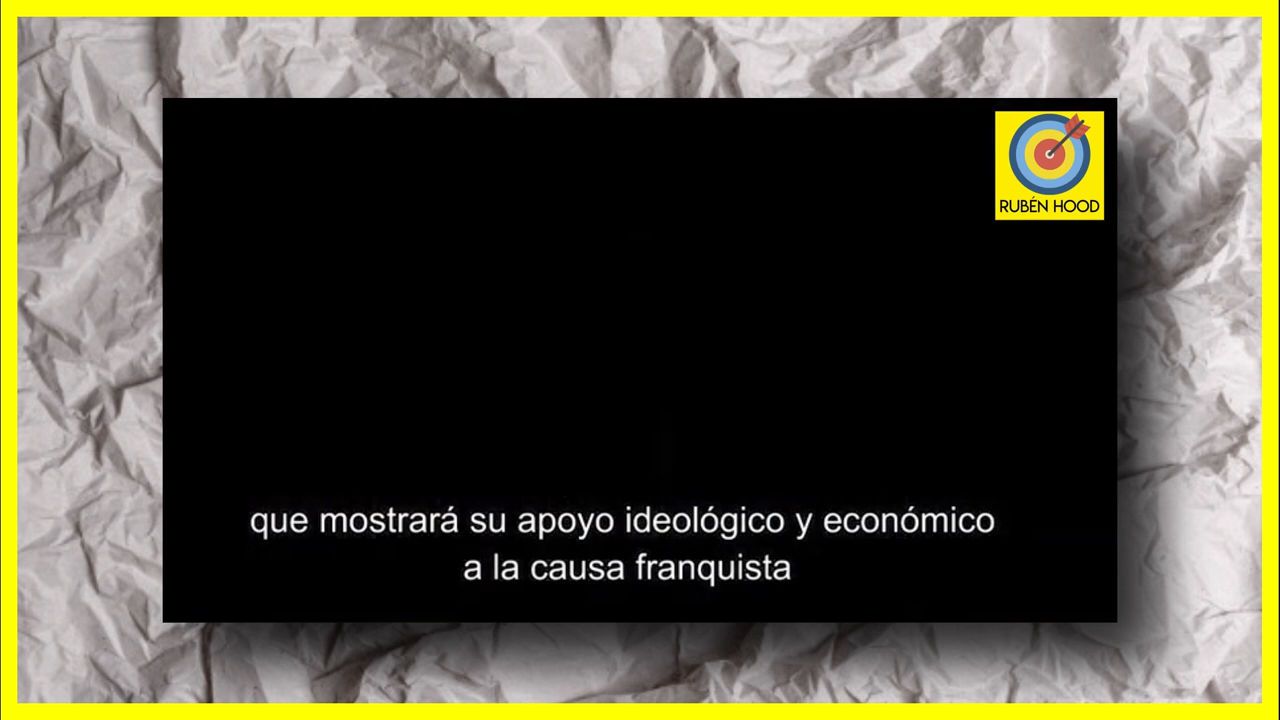 RUBÉN HOOD
que mostrará su apoyo ideológico y económico
a la causa franquista